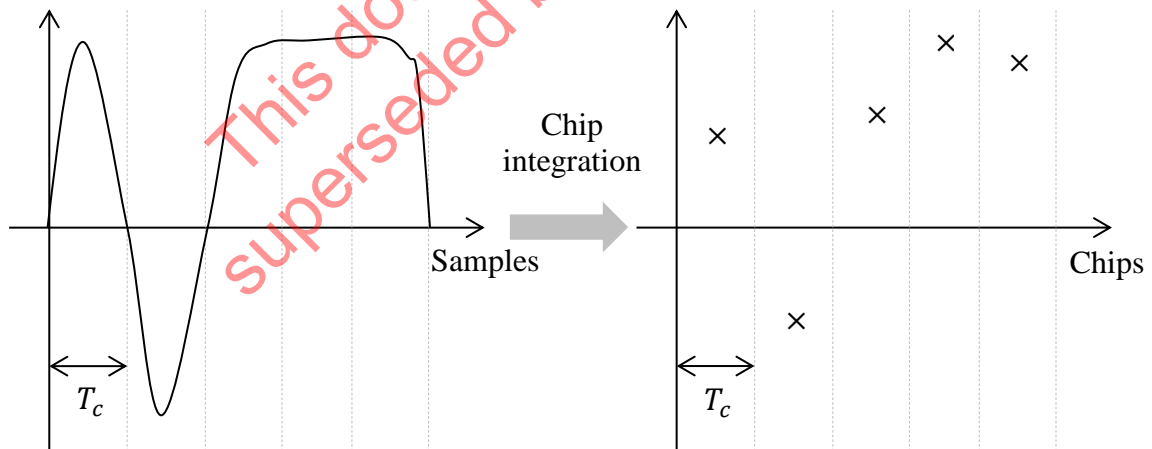 This do
superseded b
Chip
integration
Samples
Chips
T_c
T_c